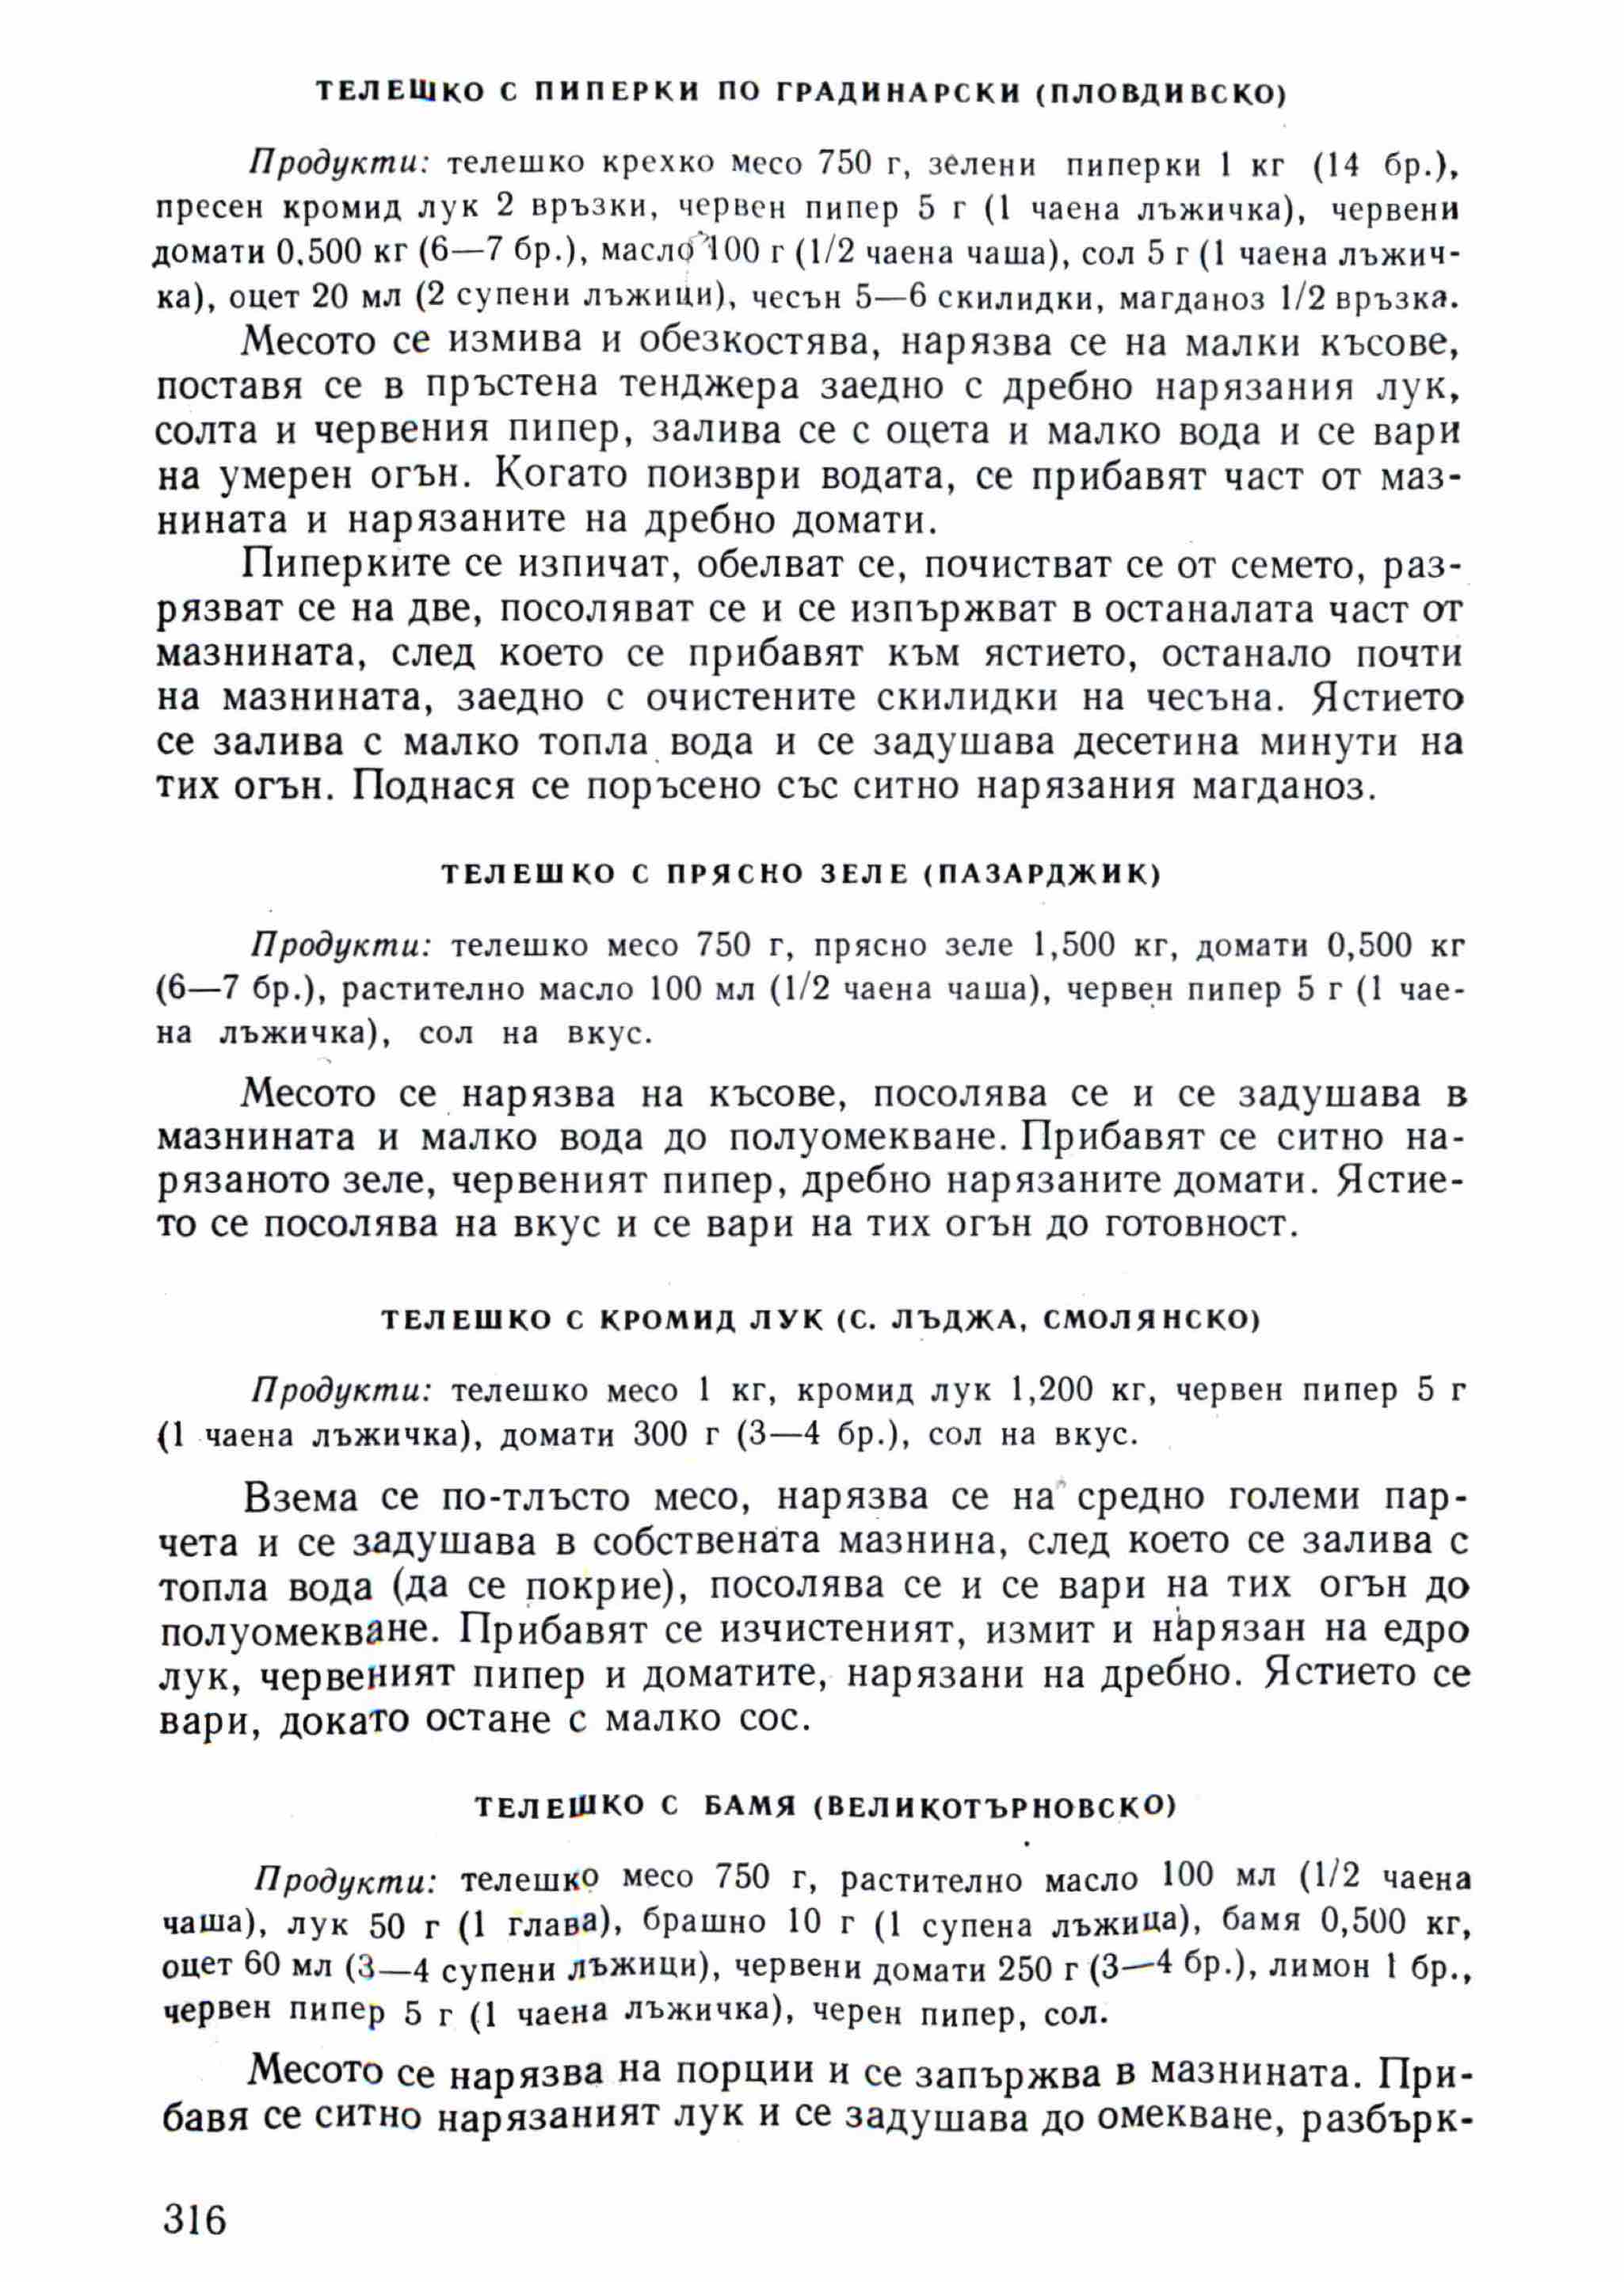 ТЕЛЕШКО С ПИПЕРКИ ПО ГРАДИНАРСКИ (ПЛОВДИВСКО)
Продукти: телешко крехко месо 750 г, зелени пиперки 1 кг (14 бр.),
пресен кромид лук 2 връзки, червен пипер 5 г (1 чаена лъжичка), червени
домати 0,500 кг (6—7 бр.), масло 100 г (1/2 чаена чаша), сол 5 г (1 чаена лъжич-
ка), оцет 20 мл (2 супени лъжици), чесън 5—6 скилидки, магданоз 1/2 връзка.
Месото се измива и обезкостява, нарязва се на малки късове,
поставя се в пръстена тенджера заедно с дребно нарязания лук,
солта и червения пипер, залива се с оцета и малко вода и се вари
на умерен огън. Когато поизври водата, се прибавят част от маз-
нината и нарязаните на дребно домати.
Пиперките се изпичат, обелват се, почистват се от семето, раз-
рязват се на две, посоляват се и се изпържват в останалата част от
мазнината, след което се прибавят към ястието, останало почти
на мазнината, заедно с очистените скилидки на чесъна. Ястието
се залива с малко топла вода и се задушава десетина минути на
тих огън. Поднася се поръсено със ситно нарязания магданоз.
ТЕЛЕШКО С ПРЯСНО ЗЕЛЕ (ПАЗАРДЖИК)
Продукти: телешко месо 750 г, прясно зеле 1,500 кг, домати 0,500 кг
(6—7 бр.), растително масло 100 мл (1/2 чаена чаша), червен пипер 5 г (1 чае-
на лъжичка), сол на вкус.
Месото се нарязва на късове, посолява се и се задушава в
мазнината и малко вода до полуомекване. Прибавят се ситно на-
рязаното зеле, червеният пипер, дребно нарязаните домати. Ястие-
то се посолява на вкус и се вари на тих огън до готовност.
ТЕЛЕШКО С КРОМИД ЛУК (С. ЛЪДЖА, СМОЛЯНСКО)
Продукти: телешко месо 1 кг, кромид лук 1,200 кг, червен пипер 5 г
(1 чаена лъжичка), домати 300 г (3—4 бр.), сол на вкус.
Взема се по-тлъсто месо, нарязва се на средно големи пар-
чета и се задушава в собствената мазнина, след което се залива с
топла вода (да се покрие), посолява се и се вари на тих огън до
полуомекване. Прибавят се изчистеният, измит и нарязан на едро
лук, червеният пипер и доматите, нарязани на дребно. Ястието се
вари, докато остане с малко сос.
ТЕЛЕШКО С БАМЯ (ВЕЛИКОТЪРНОВСКО)
Продукти: телешко месо 750 г, растително масло 100 мл (1/2 чаена
чаша), лук 50 г (1 глава), брашно 10 г (1 супена лъжица), бамя 0,500 кг,
оцет 60 мл (3—4 супени лъжици), червени домати 250 г (3—4 бр.), лимон 1 бр.,
червен пипер 5 г (1 чаена лъжичка), черен пипер, сол.
Месото се нарязва на порции и се запържва в мазнината. При-
бавя се ситно нарязаният лук и се задушава до омекване, разбърк-
316